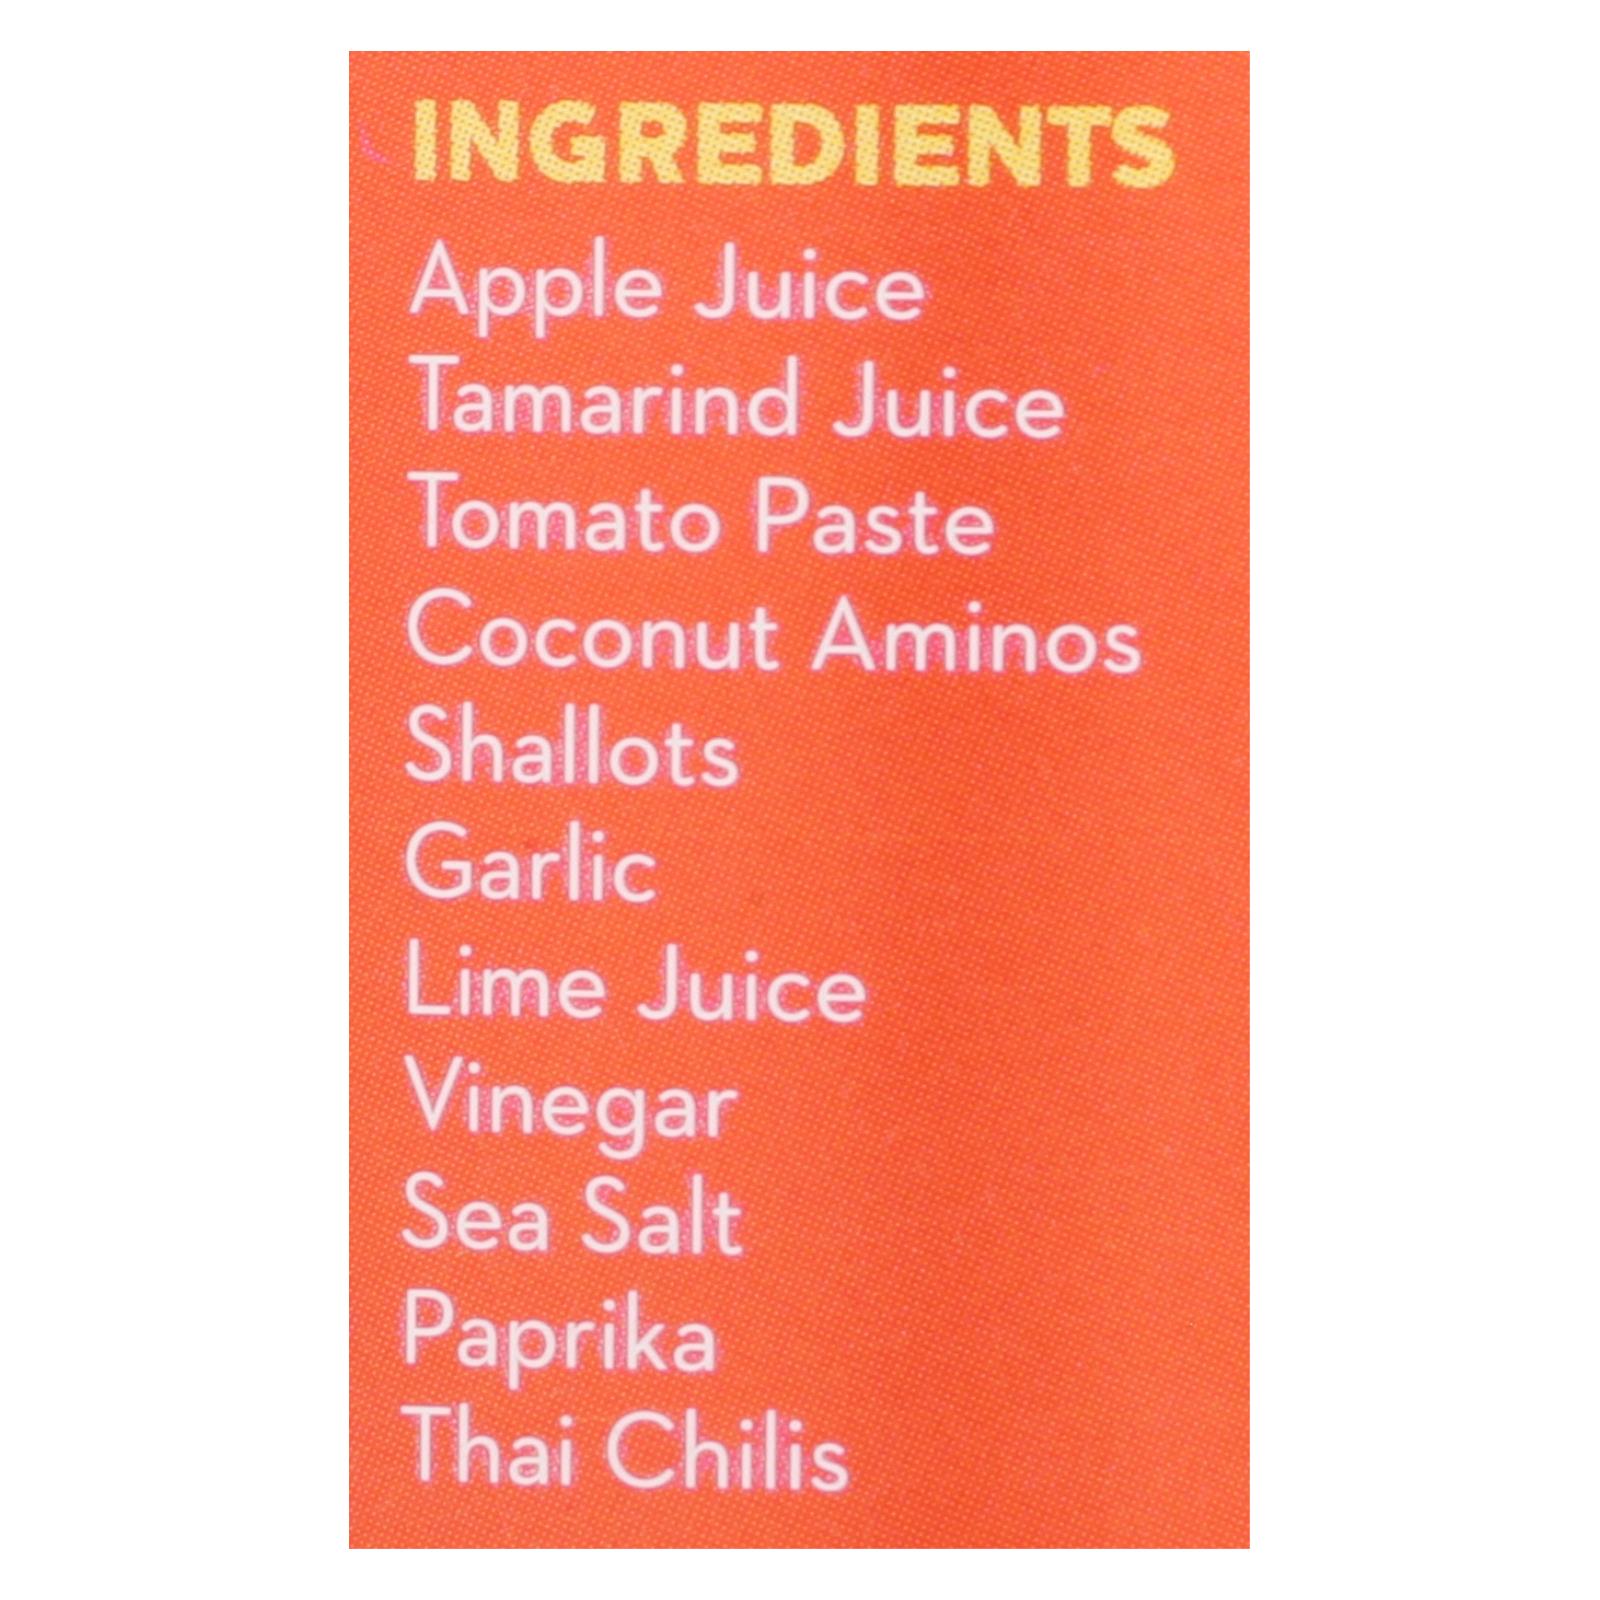 INGREDIENTS
Apple Juice
Tamarind Juice
Tomato Paste
Coconut Aminos
Shallots
Garlic
Lime Juice
Vinegar
Sea Salt
Paprika
Thai Chilis